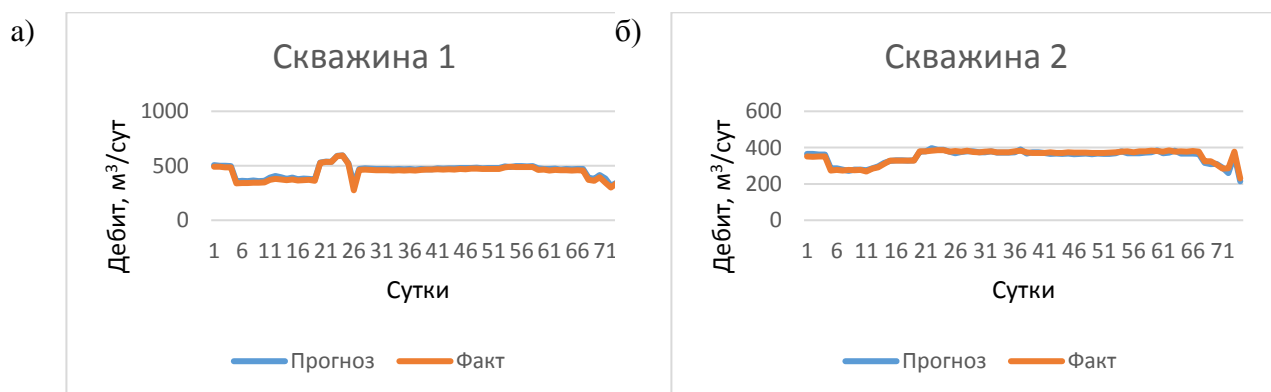 а)
Скважина 1
Дебит, м³/сут
1000
500
0
1 6 11 16 21 26 31 36 41 46 51 56 61 66 71
Сутки
Прогноз Факт
б)
Скважина 2
Дебит, м³/сут
600
400
200
0
1 6 11 16 21 26 31 36 41 46 51 56 61 66 71
Сутки
Прогноз Факт